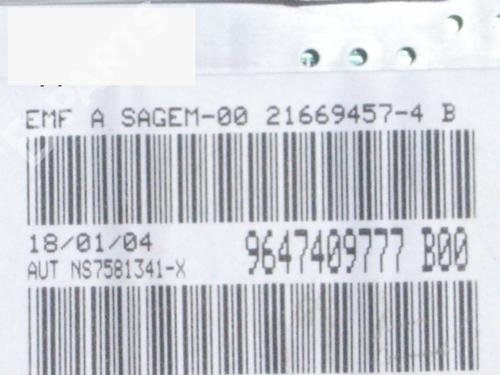 EMF A SAGEM-00 21669457-4 B
18/01/04
9647409777 B00
AUT NS7581341-X